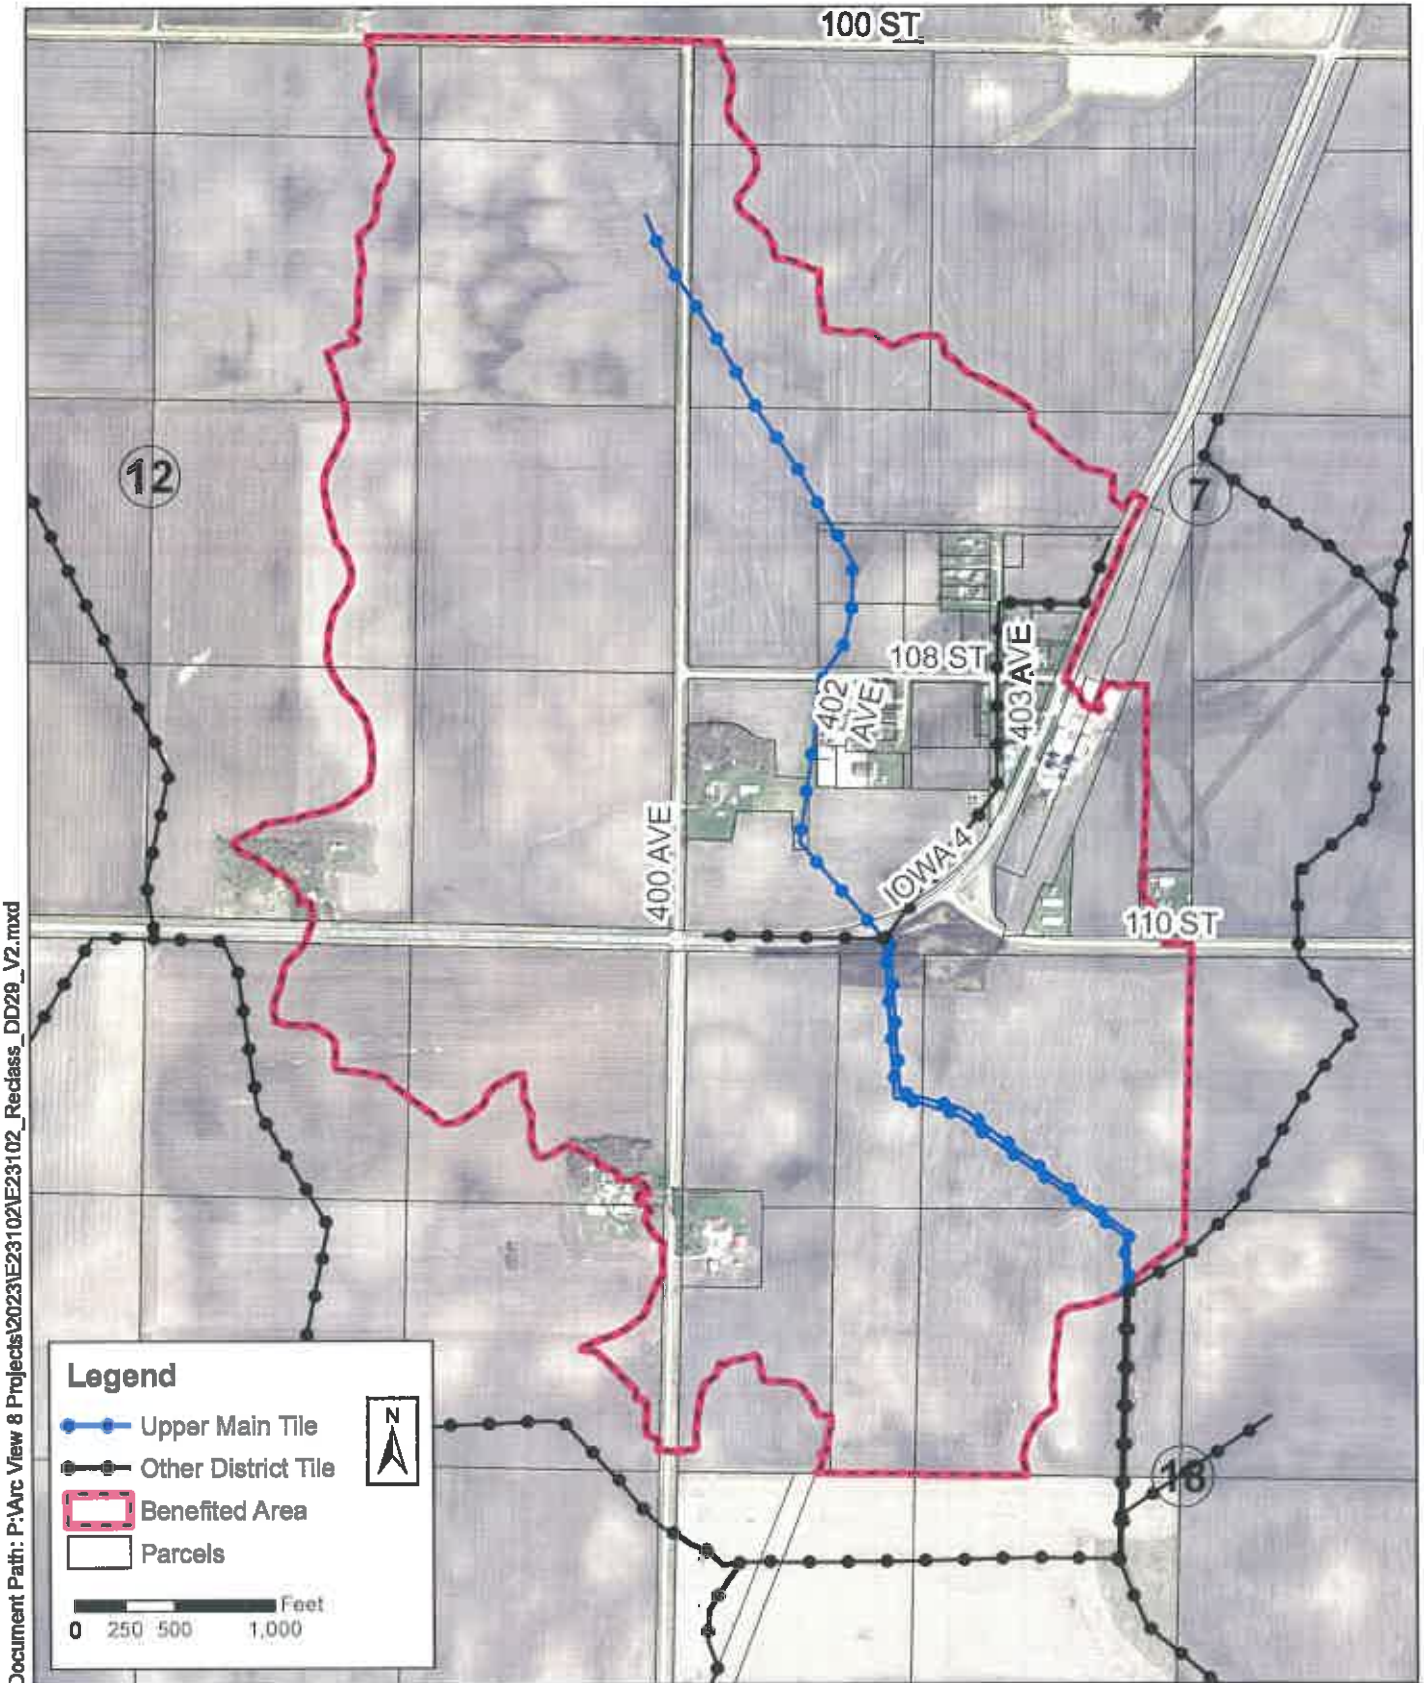 100 ST
12
7
108 ST
403 AVE
402
AVE
400 AVE
IOWA 4
110 ST
18
Document Path: P:\Arc View 8 Projects\2023\E23102\E23102_Reclass_DD29_V2.mxd
Legend
N
Upper Main Tile
Other District Tile
Benefited Area
Parcels
Feet
0 250 500 1,000